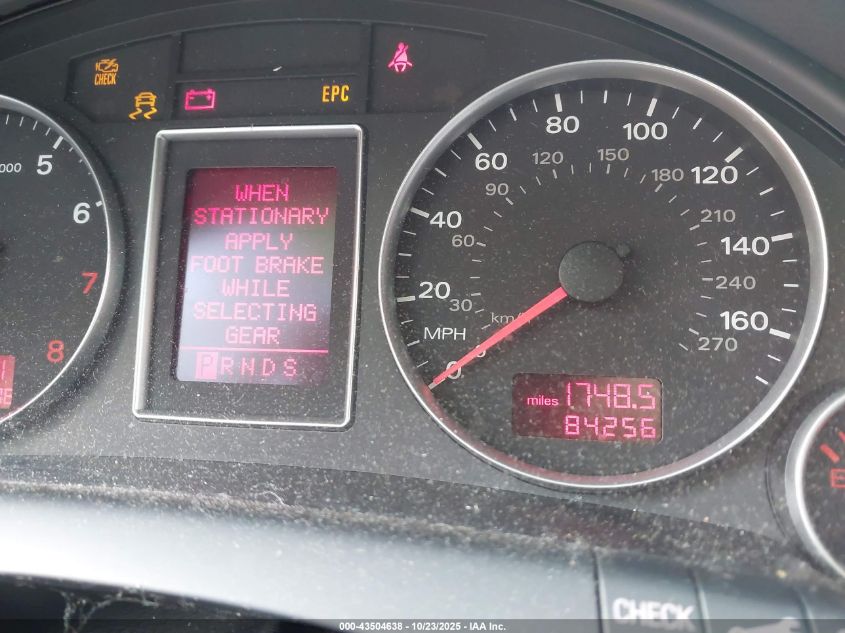 CHECK
EPC
5
6
7
8
WHEN
STATIONARY
APPLY
FOOT BRAKE
WHILE
SELECTING
GEAR
PRNDS
0
20
40
60
80
100
120
140
160
MPH
30
60
90
120
150
180
210
240
270
miles 1748.5
84256
E
CHECK
000-43504638 - 10/23/2025 - IAA Inc.